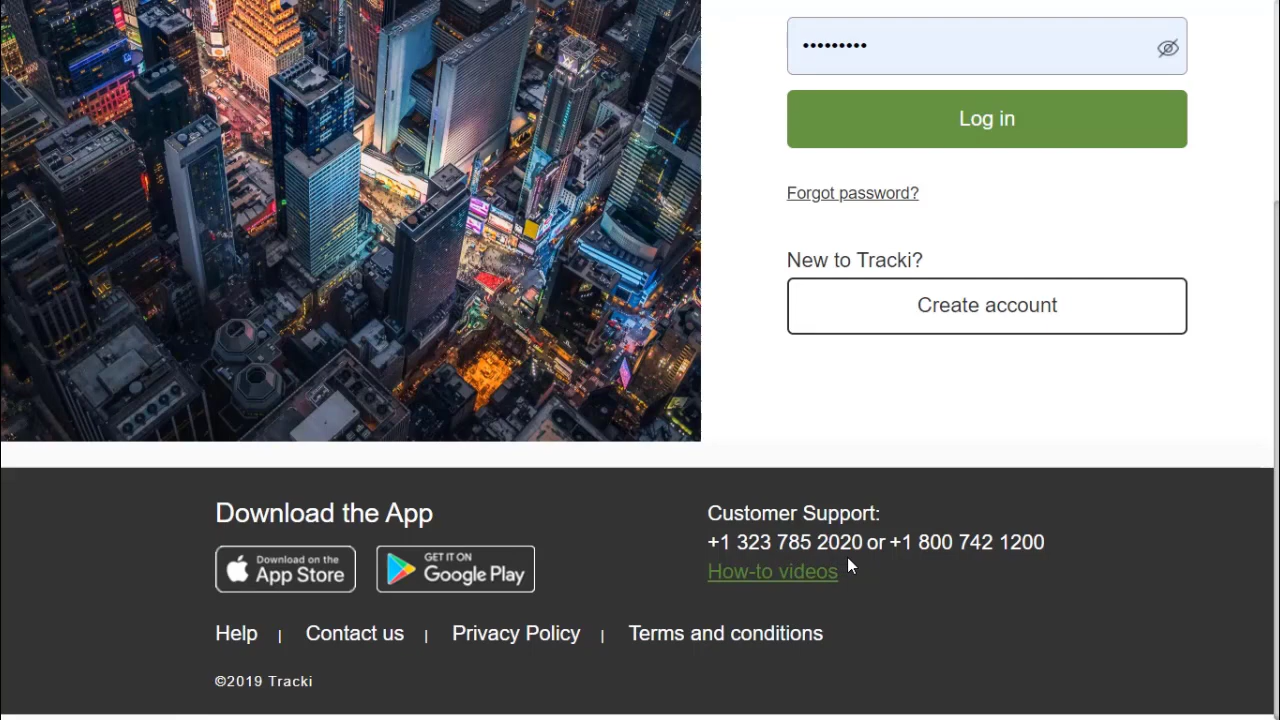 •••••••••
Log in
Forgot password?
New to Tracki?
Create account
Download the App
Download on the
App Store
GET IT ON
Google Play
Customer Support:
+1 323 785 2020 or +1 800 742 1200
How-to videos
Help | Contact us | Privacy Policy | Terms and conditions
©2019 Tracki